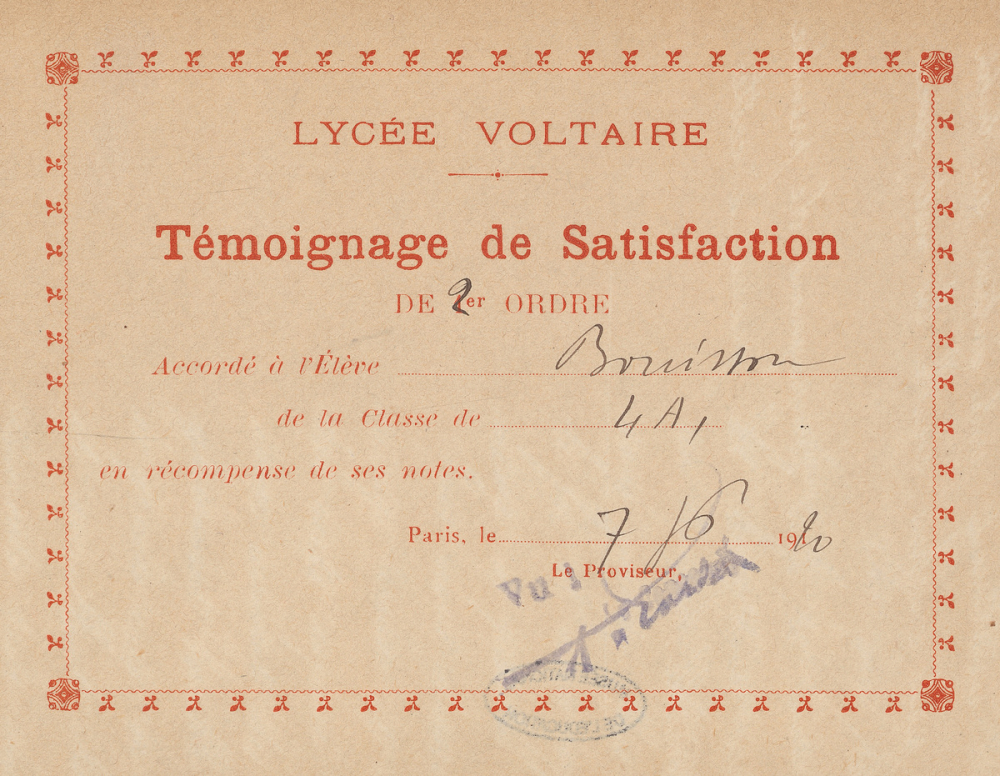 LYCÉE VOLTAIRE
Témoignage de Satisfaction
DE 2er ORDRE
Accordé à l'Élève Bouisson
de la Classe de 4A1
en récompense de ses notes.
Paris, le 7/6 1920
Le Proviseur,
Vu :